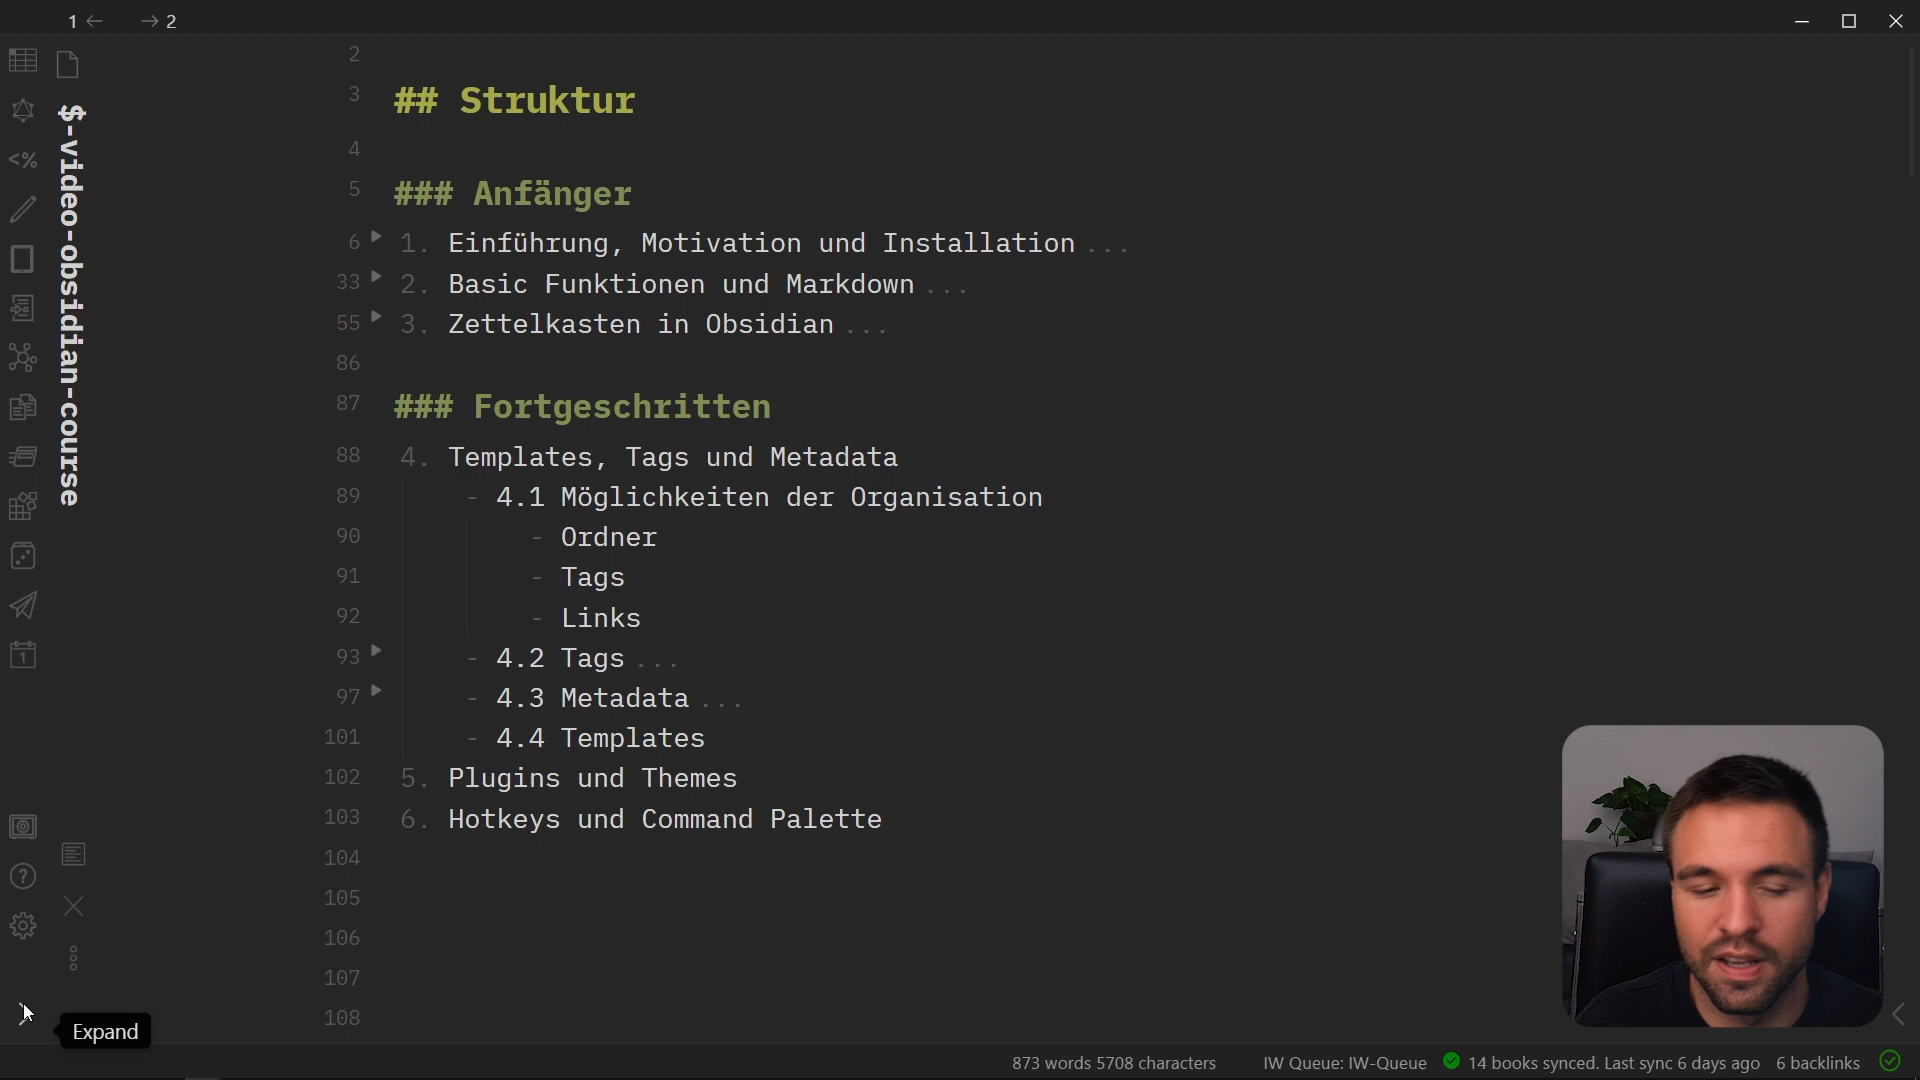 1 ← → 2
$-video-obsidian-course
2
3 ## Struktur
4
5 ### Anfänger
6 1. Einführung, Motivation und Installation ...
33 2. Basic Funktionen und Markdown ...
55 3. Zettelkasten in Obsidian ...
86
87 ### Fortgeschritten
88 4. Templates, Tags und Metadata
89 - 4.1 Möglichkeiten der Organisation
90 - Ordner
91 - Tags
92 - Links
93 - 4.2 Tags ...
97 - 4.3 Metadata ...
101 - 4.4 Templates
102 5. Plugins und Themes
103 6. Hotkeys und Command Palette
104
105
106
107
108
<%
1
Expand
873 words 5708 characters IW Queue: IW-Queue 14 books synced. Last sync 6 days ago 6 backlinks